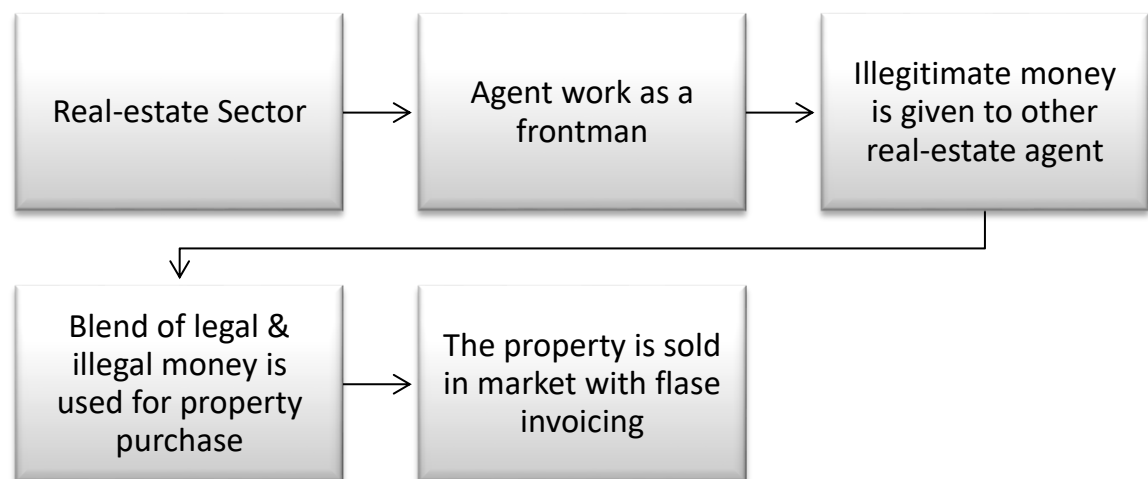 Real-estate Sector
Agent work as a
frontman
Illegitimate money
is given to other
real-estate agent
Blend of legal &
illegal money is
used for property
purchase
The property is sold
in market with flase
invoicing